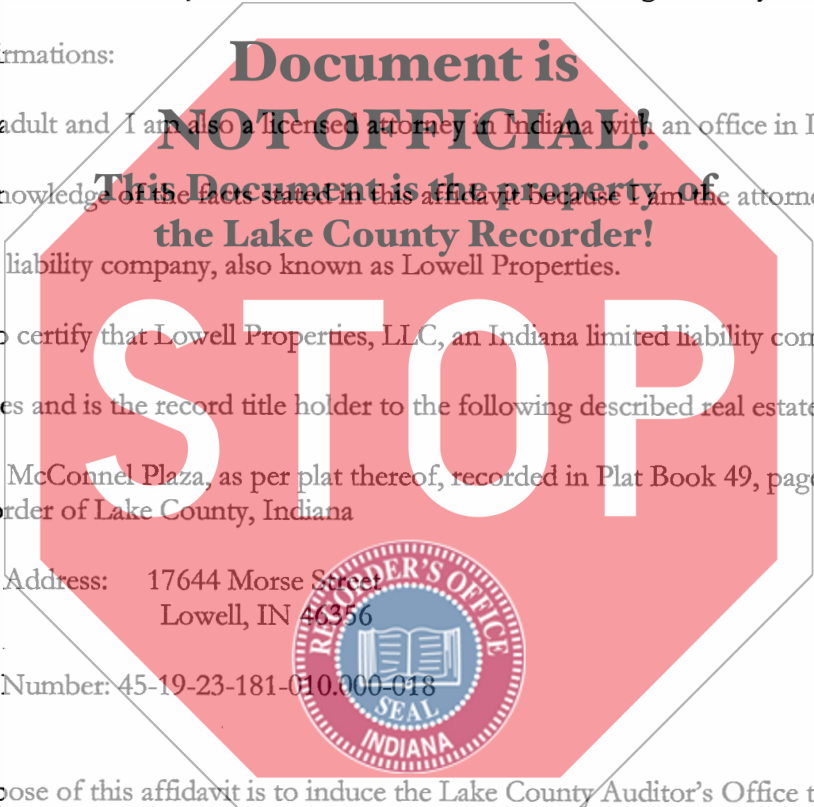 rmations:
Document is
adult and I am also a licensed attorney in Indiana with an office in
NOT OFFICIAL!
nowledge of the facts stated in this affidavit because I am the attorne
This Document is the property of
the Lake County Recorder!
liability company, also known as Lowell Properties.
certify that Lowell Properties, LLC, an Indiana limited liability com
STOP
es and is the record title holder to the following described real estate
McConnel Plaza, as per plat thereof, recorded in Plat Book 49, page
rder of Lake County, Indiana
Address: 17644 Morse Street
Lowell, IN 46356
RECORDER'S OFFICE
Number: 45-19-23-181-010.000-018
SEAL
INDIANA
pose of this affidavit is to induce the Lake County Auditor's Office t